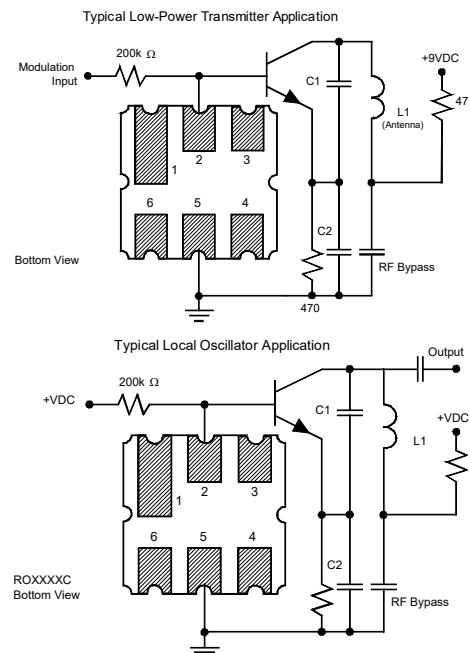 Typical Low-Power Transmitter Application
200k Ω
Modulation
Input
C1
+9VDC
47
L1
(Antenna)
1
2
3
6
5
4
C2
RF Bypass
Bottom View
470
Typical Local Oscillator Application
Output
200k Ω
+VDC
C1
+VDC
L1
1
2
3
6
5
4
C2
ROXXXXC
Bottom View
RF Bypass